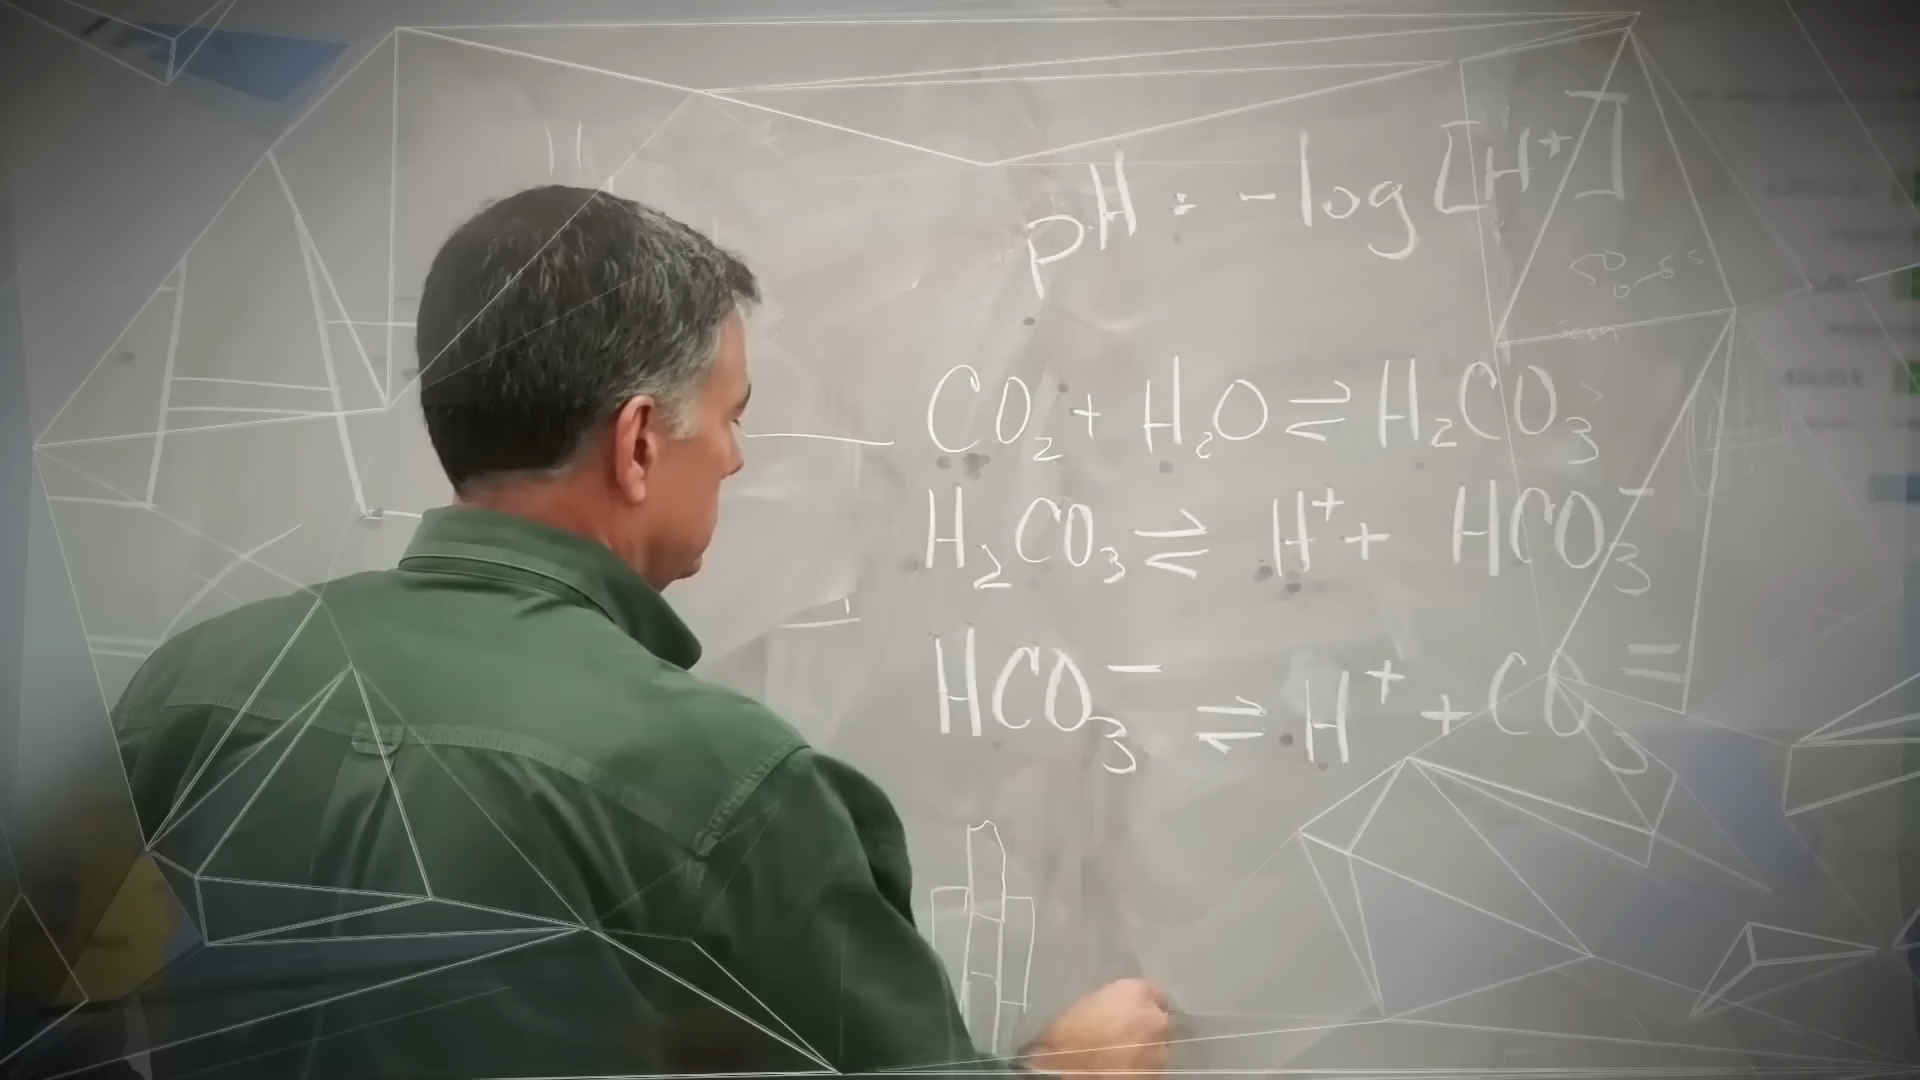 pH = -log [H⁺]
CO₂ + H₂O ⇌ H₂CO₃
H₂CO₃ ⇌ H⁺ + HCO₃⁻
HCO₃⁻ ⇌ H⁺ + CO₃⁼